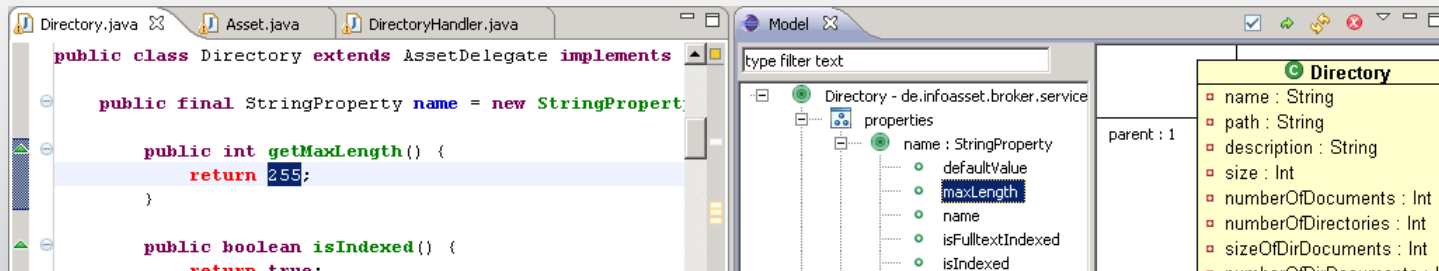 Directory.java
Asset.java
DirectoryHandler.java
public class Directory extends AssetDelegate implements
public final StringProperty name = new StringPropert
public int getMaxLength() {
return 255;
}
public boolean isIndexed() {
return true;
Model
type filter text
Directory - de.infoasset.broker.service
properties
name : StringProperty
defaultValue
maxLength
name
isFulltextIndexed
isIndexed
parent : 1
C Directory
name : String
path : String
description : String
size : Int
numberOfDocuments : Int
numberOfDirectories : Int
sizeOfDirDocuments : Int